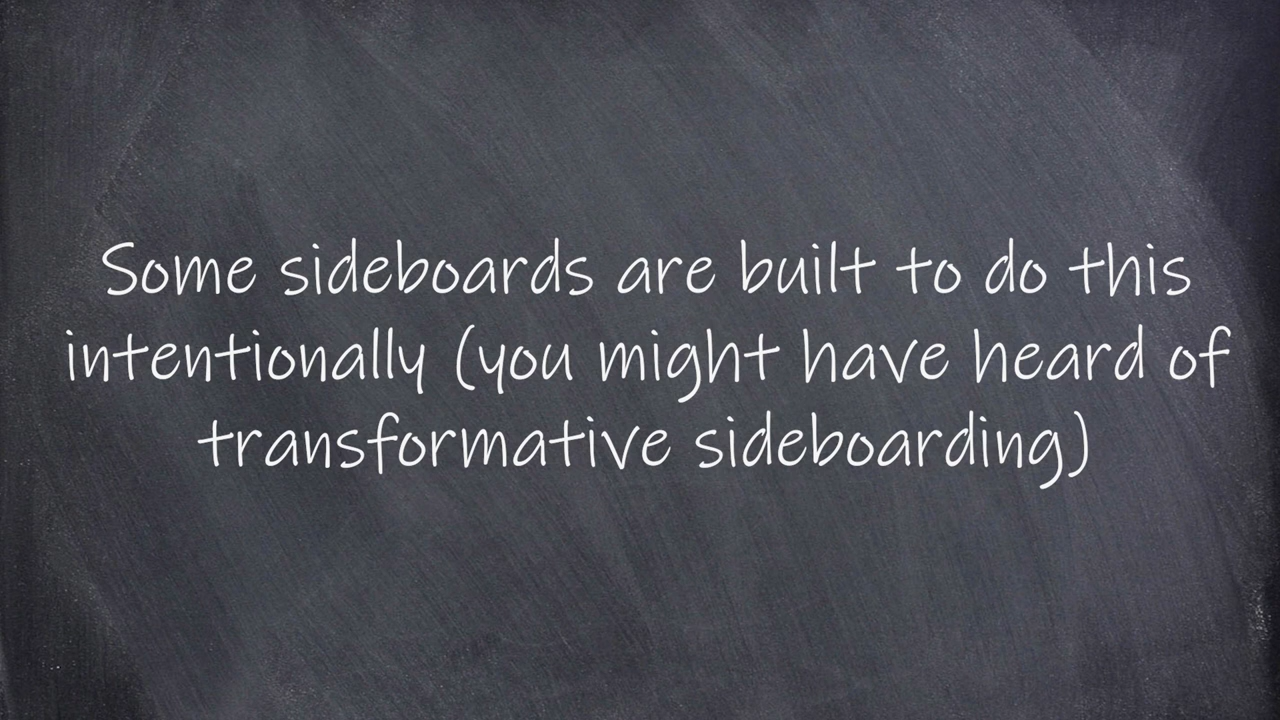 Some sideboards are built to do this
intentionally (you might have heard of
transformative sideboarding)